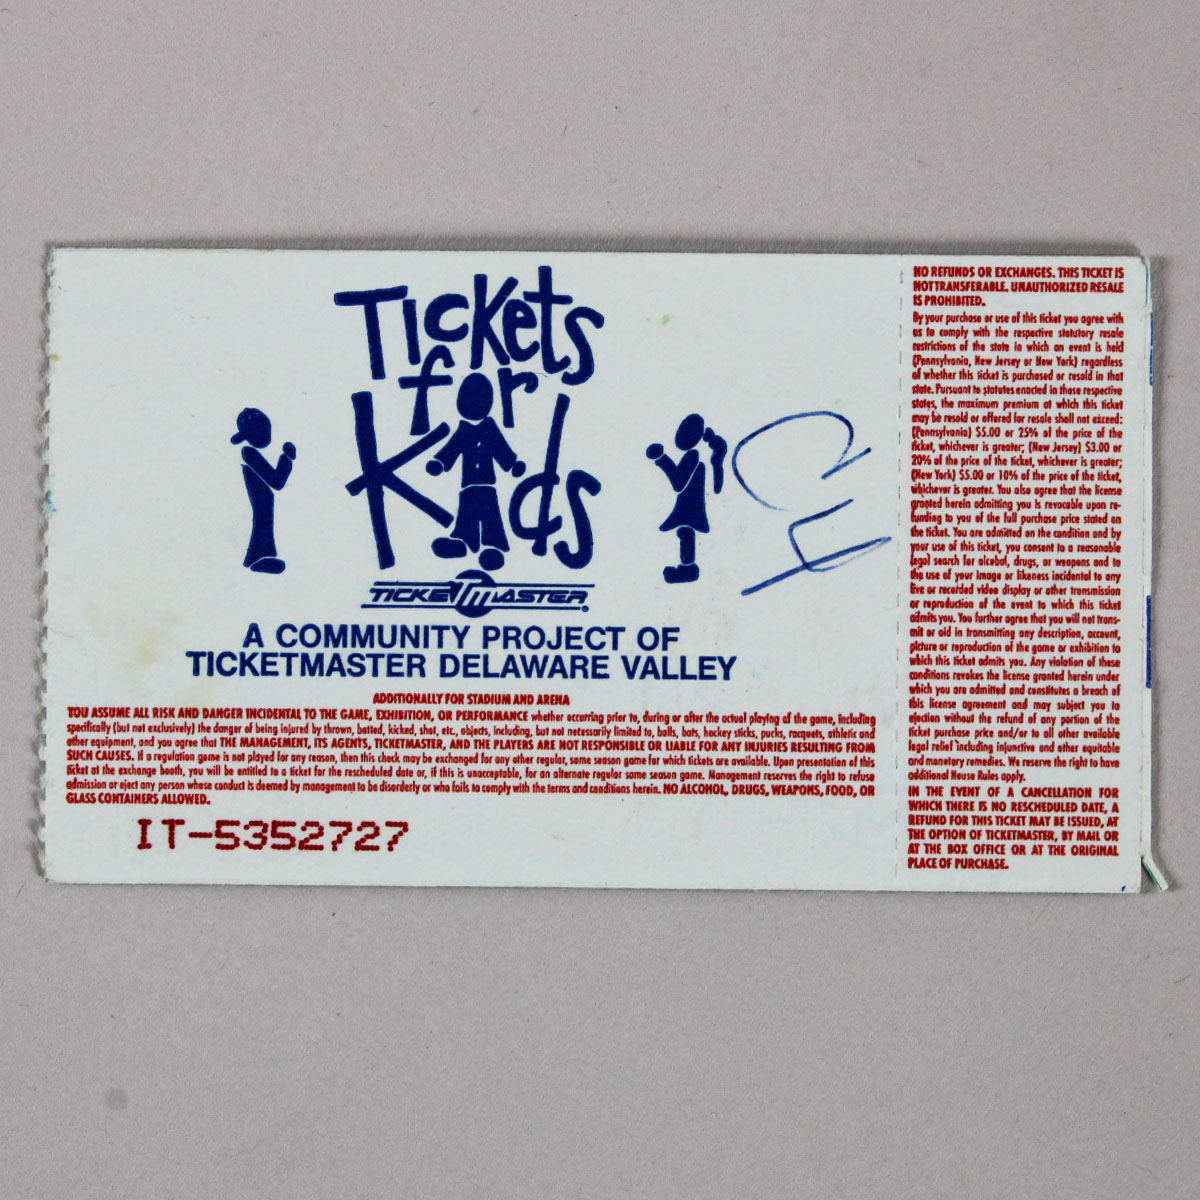 Tickets
for
Kids
TICKETMASTER
A COMMUNITY PROJECT OF
TICKETMASTER DELAWARE VALLEY
ADDITIONALLY FOR STADIUM AND ARENA
YOU ASSUME ALL RISK AND DANGER INCIDENTAL TO THE GAME, EXHIBITION, OR PERFORMANCE whether occurring prior to, during or after the actual playing of the game, including
specifically (but not exclusively) the danger of being injured by thrown, batted, kicked, shot, etc., objects, including, but not necessarily limited to, balls, bats, hockey sticks, pucks, racquets, athletic and
other equipment, and you agree that THE MANAGEMENT, ITS AGENTS, TICKETMASTER, AND THE PLAYERS ARE NOT RESPONSIBLE OR LIABLE FOR ANY INJURIES RESULTING FROM
SUCH CAUSES. If a regulation game is not played for any reason, then this check may be exchanged for any other regular, same season game for which tickets are available. Upon presentation of this
ticket at the exchange booth, you will be entitled to a ticket for the rescheduled date or, if this is unacceptable, for an alternate regular same season game. Management reserves the right to refuse
admission or eject any person whose conduct is deemed by management to be disorderly or who fails to comply with the terms and conditions herein. NO ALCOHOL, DRUGS, WEAPONS, FOOD, OR
GLASS CONTAINERS ALLOWED.
IT-5352727
NO REFUNDS OR EXCHANGES. THIS TICKET IS
NOT TRANSFERABLE. UNAUTHORIZED RESALE
IS PROHIBITED.
By your purchase or use of this ticket you agree with
us to comply with the respective statutory resale
restrictions of the state in which an event is held
(Pennsylvania, New Jersey or New York) regardless
of whether this ticket is purchased or resold in that
state. Pursuant to statutes enacted in those respective
states, the maximum premium at which this ticket
may be resold or offered for resale shall not exceed:
(Pennsylvania) $5.00 or 25% of the price of the
ticket, whichever is greater; (New Jersey) $3.00 or
20% of the price of the ticket, whichever is greater;
(New York) $5.00 or 10% of the price of the ticket,
whichever is greater. You also agree that the license
granted herein admitting you is revocable upon re-
funding to you of the full purchase price stated on
the ticket. You are admitted on the condition and by
your use of this ticket, you consent to a reasonable
legal search for alcohol, drugs, or weapons and to
the use of your image or likeness incidental to any
live or recorded video display or other transmission
or reproduction of the event to which this ticket
admits you. You further agree that you will not trans-
mit or aid in transmitting any description, account,
picture or reproduction of the game or exhibition to
which this ticket admits you. Any violation of these
conditions revokes the license granted herein under
which you are admitted and constitutes a breach of
this license agreement and may subject you to
ejection without the refund of any portion of the
ticket purchase price and/or to all other available
legal relief including injunctive and other equitable
and monetary remedies. We reserve the right to have
additional House Rules apply.
IN THE EVENT OF A CANCELLATION FOR
WHICH THERE IS NO RESCHEDULED DATE, A
REFUND FOR THIS TICKET MAY BE ISSUED, AT
THE OPTION OF TICKETMASTER, BY MAIL OR
AT THE BOX OFFICE OR AT THE ORIGINAL
PLACE OF PURCHASE.